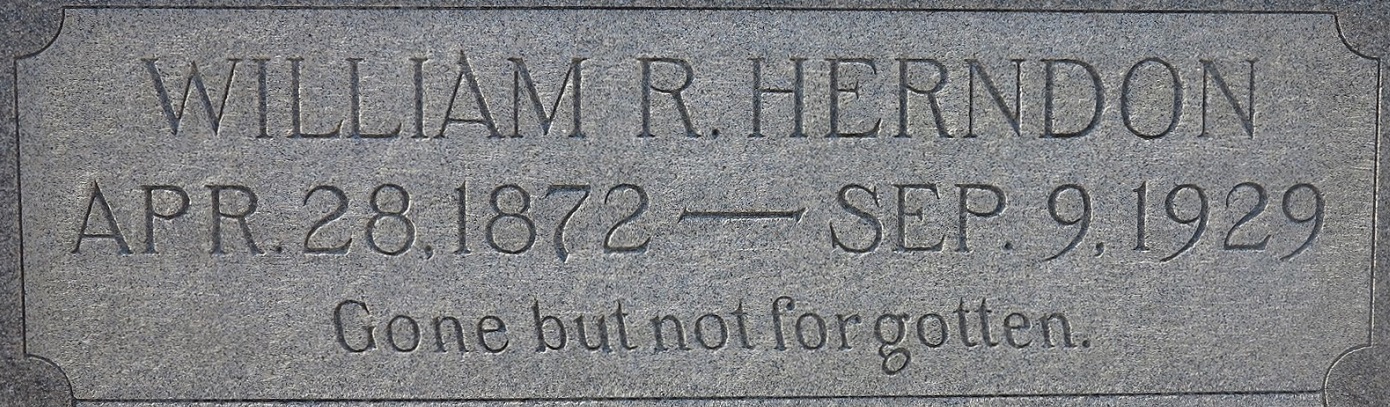 WILLIAM R. HERNDON
APR. 28, 1872 — SEP. 9, 1929
Gone but not forgotten.